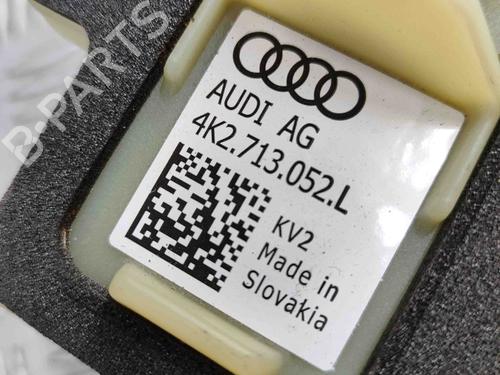 AUDI AG
4K2.713.052.L
KV2
Made in
Slovakia
B-PARTS